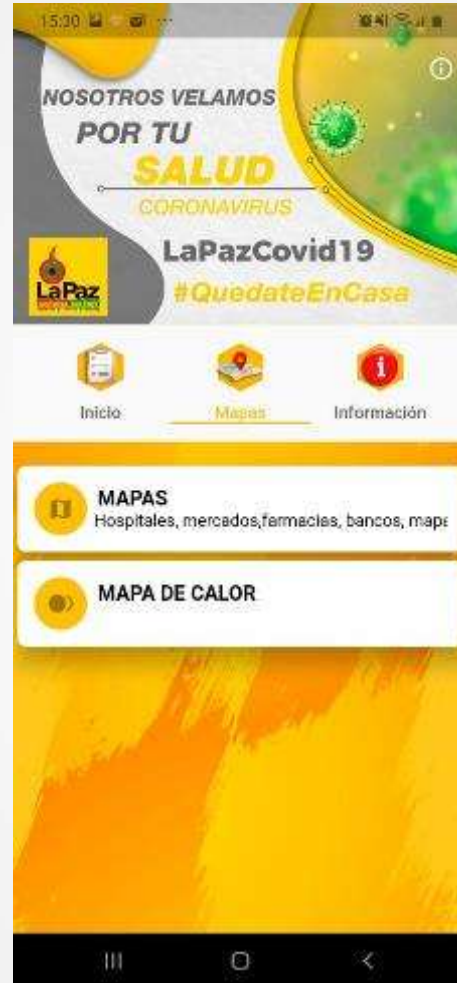 15:30
NOSOTROS VELAMOS
POR TU
SALUD
CORONAVIRUS
LaPazCovid19
#QuedateEnCasa
LaPaz
Inicio
Mapas
Información
MAPAS
Hospitales, mercados,farmacias, bancos, mapa
MAPA DE CALOR